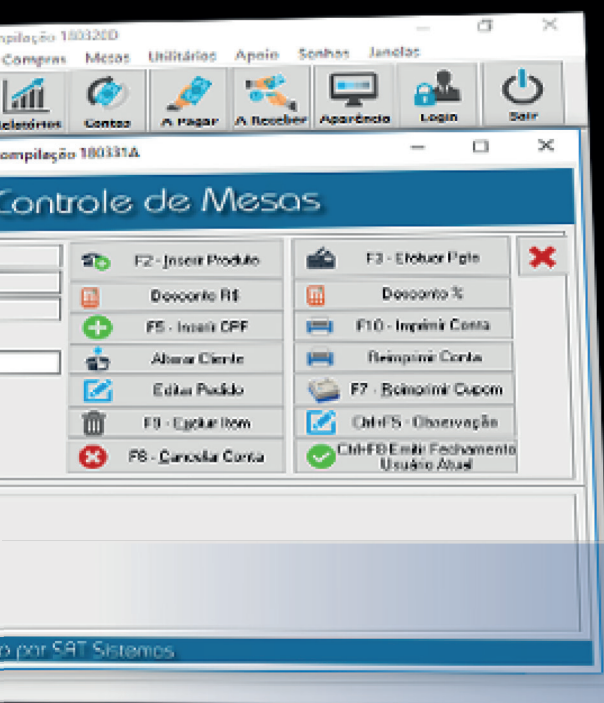 mpilação 180320D
Compras Mesas Utilitários Apoio Senhas Janelas
Relatórios Contas A Pagar A Receber Aparência Login Sair
ompilação 180331A
Controle de Mesas
F2 - Inserir Produto F3 - Efetuar Pgto
Desconto R$ Desconto %
F5 - Inserir CPF F10 - Imprimir Conta
Alterar Cliente Reimprimir Conta
Editar Pedido F7 - Reimprimir Cupom
F9 - Excluir Item Ctrl+F5 - Observação
F6 - Cancelar Conta Ctrl+F8 Emitir Fechamento
Usuário Atual
o por SAT Sistemas